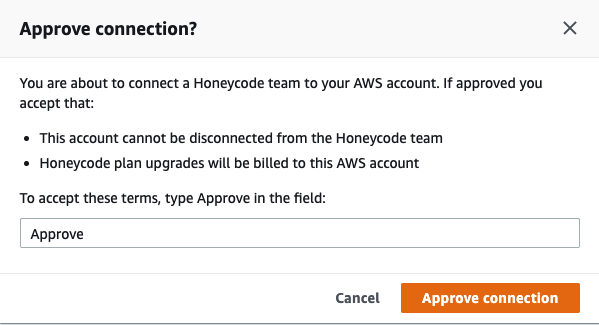 Approve connection?
You are about to connect a Honeycode team to your AWS account. If approved you
accept that:
• This account cannot be disconnected from the Honeycode team
• Honeycode plan upgrades will be billed to this AWS account
To accept these terms, type Approve in the field:
Approve
Cancel
Approve connection